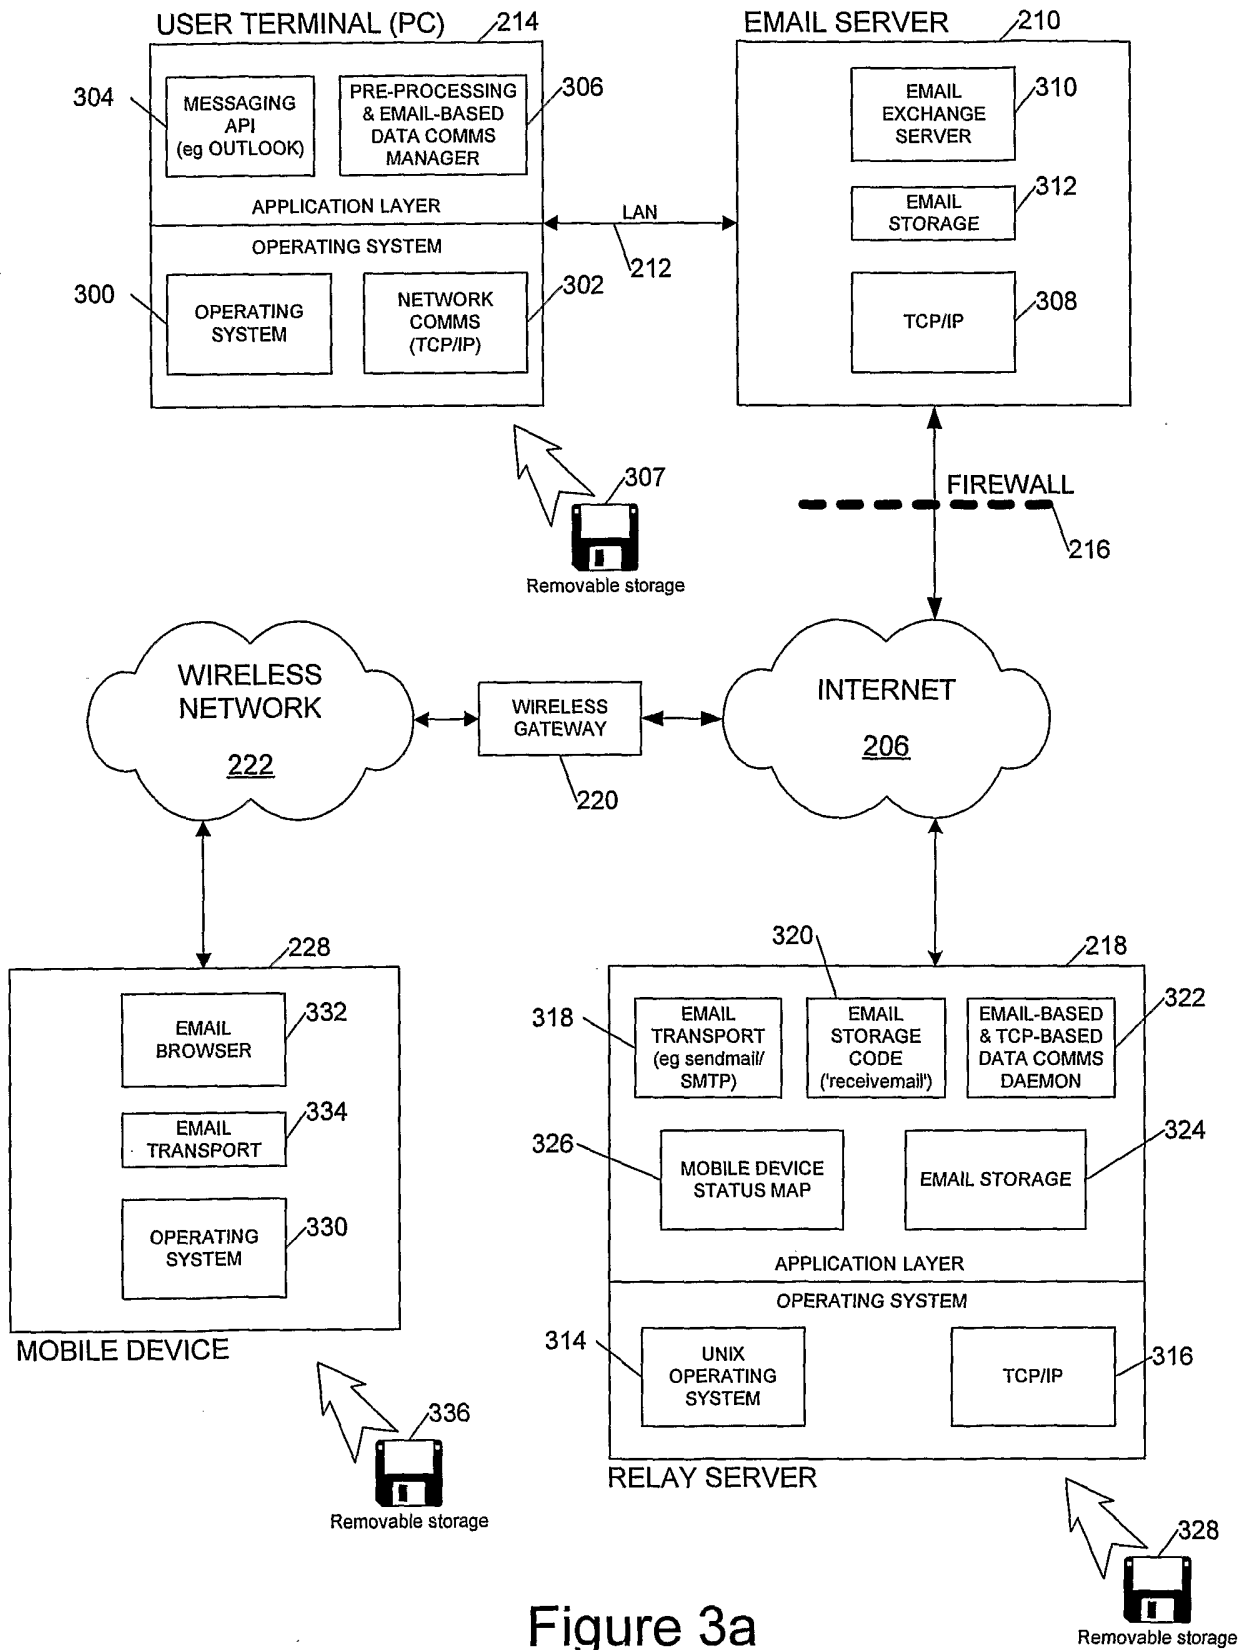 USER TERMINAL (PC)
214
304
MESSAGING
API
(eg OUTLOOK)
PRE-PROCESSING
& EMAIL-BASED
DATA COMMS
MANAGER
306
APPLICATION LAYER
OPERATING SYSTEM
300
OPERATING
SYSTEM
NETWORK
COMMS
(TCP/IP)
302
LAN
212
EMAIL SERVER
210
EMAIL
EXCHANGE
SERVER
310
EMAIL
STORAGE
312
TCP/IP
308
307
Removable storage
FIREWALL
216
WIRELESS
NETWORK
222
WIRELESS
GATEWAY
220
INTERNET
206
228
EMAIL
BROWSER
332
EMAIL
TRANSPORT
334
OPERATING
SYSTEM
330
MOBILE DEVICE
336
Removable storage
218
318
EMAIL
TRANSPORT
(eg sendmail/
SMTP)
320
EMAIL
STORAGE
CODE
('receivemail')
EMAIL-BASED
& TCP-BASED
DATA COMMS
DAEMON
322
326
MOBILE DEVICE
STATUS MAP
EMAIL STORAGE
324
APPLICATION LAYER
OPERATING SYSTEM
314
UNIX
OPERATING
SYSTEM
TCP/IP
316
RELAY SERVER
328
Removable storage
Figure 3a